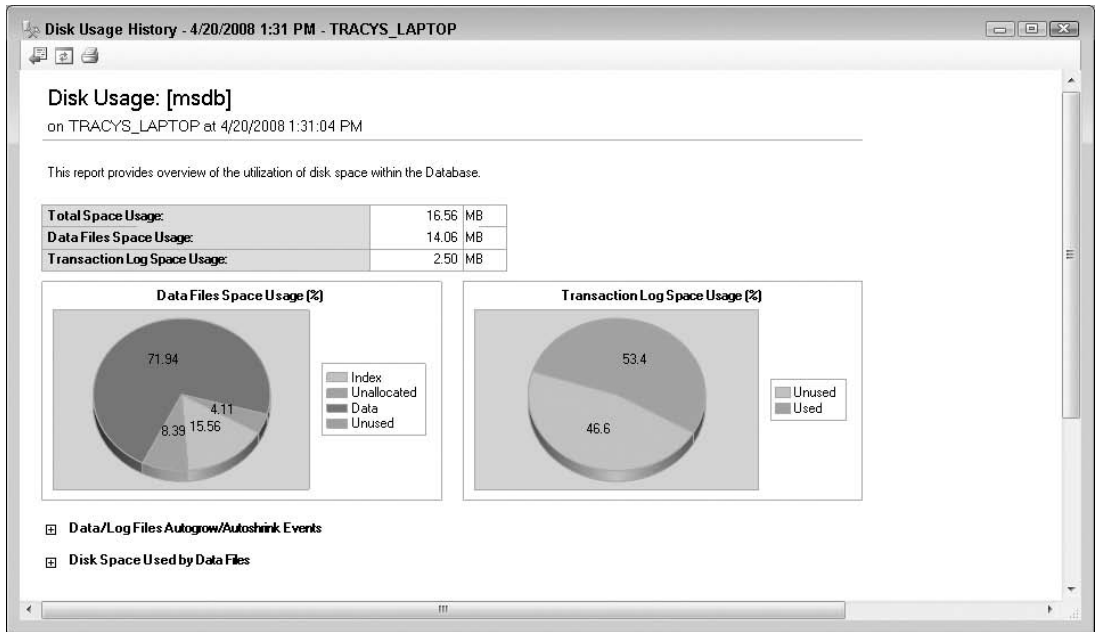 Disk Usage History - 4/20/2008 1:31 PM - TRACYS_LAPTOP
Disk Usage: [msdb]
on TRACYS_LAPTOP at 4/20/2008 1:31:04 PM
This report provides overview of the utilization of disk space within the Database.
Total Space Usage: 16.56 MB
Data Files Space Usage: 14.06 MB
Transaction Log Space Usage: 2.50 MB
Data Files Space Usage (%)
71.94
4.11
8.39 15.56
Index
Unallocated
Data
Unused
Transaction Log Space Usage (%)
53.4
46.6
Unused
Used
Data/Log Files Autogrow/Autoshrink Events
Disk Space Used by Data Files